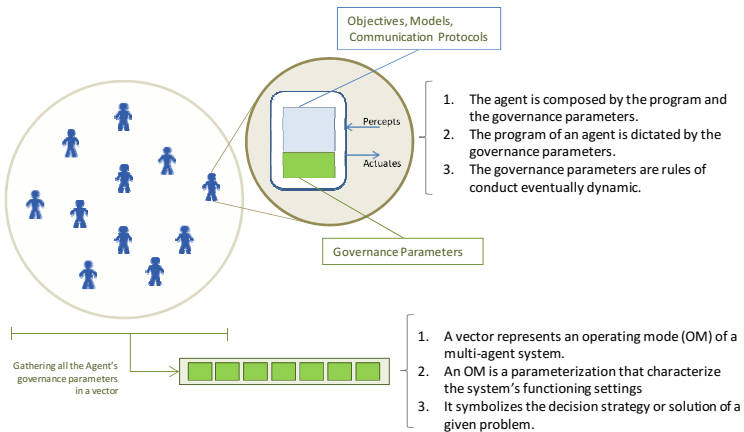 Objectives, Models,
Communication Protocols
Percepts
Actuates
1. The agent is composed by the program and
the governance parameters.
2. The program of an agent is dictated by the
governance parameters.
3. The governance parameters are rules of
conduct eventually dynamic.
Governance Parameters
Gathering all the Agent's
governance parameters
in a vector
1. A vector represents an operating mode (OM) of a
multi-agent system.
2. An OM is a parameterization that characterize
the system's functioning settings
3. It symbolizes the decision strategy or solution of a
given problem.